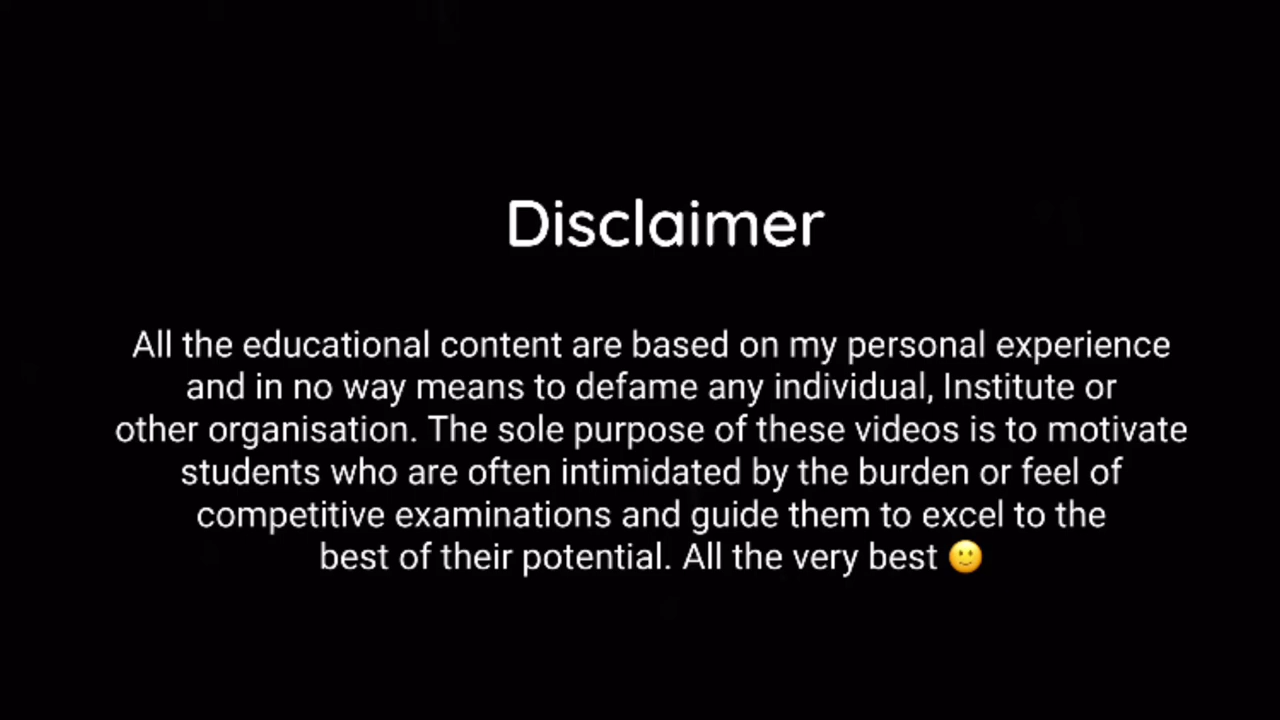 Disclaimer
All the educational content are based on my personal experience
and in no way means to defame any individual, Institute or
other organisation. The sole purpose of these videos is to motivate
students who are often intimidated by the burden or feel of
competitive examinations and guide them to excel to the
best of their potential. All the very best 🙂